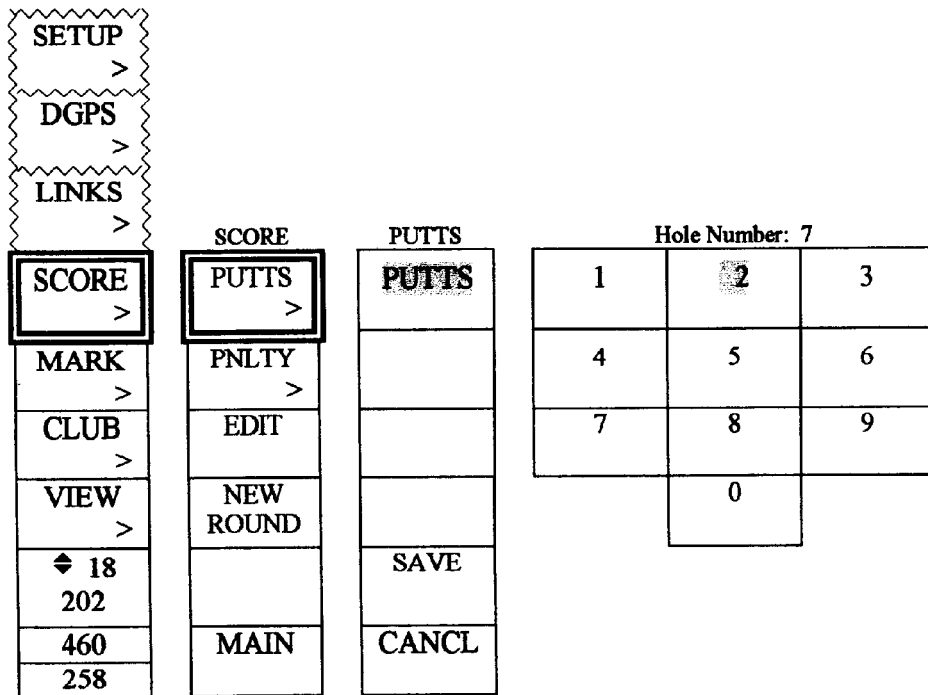 SETUP
>
DGPS
>
LINKS
>
SCORE
>
MARK
>
CLUB
>
VIEW
>
18
202
460
258
SCORE
PUTTS
>
PNLTY
>
EDIT
NEW
ROUND
MAIN
PUTTS
PUTTS
SAVE
CANCL
Hole Number: 7
1 2 3
4 5 6
7 8 9
0